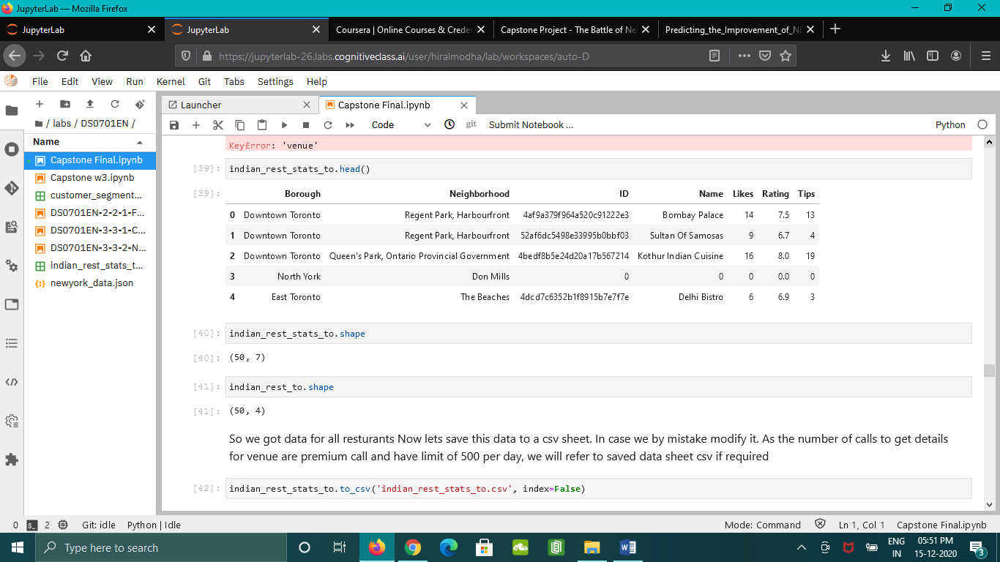 JupyterLab — Mozilla Firefox
JupyterLab
JupyterLab
Coursera | Online Courses & Creder
Capstone Project - The Battle of Ne
Predicting_the_Improvement_of_NB
https://jupyterlab-26.labs.cognitiveclass.ai/user/hiralmodha/lab/workspaces/auto-D
File Edit View Run Kernel Git Tabs Settings Help
/ labs / DS0701EN /
Name
Capstone Final.ipynb
Capstone w3.ipynb
customer_segment...
DS0701EN-2-2-1-F...
DS0701EN-3-3-1-C...
DS0701EN-3-3-2-N...
indian_rest_stats_t...
newyork_data.json
Launcher
Capstone Final.ipynb
Code
git
Submit Notebook ...
Python
KeyError: 'venue'
[39]: indian_rest_stats_to.head()
[39]: Borough Neighborhood ID Name Likes Rating Tips
0 Downtown Toronto Regent Park, Harbourfront 4af9a379f964a520c91222e3 Bombay Palace 14 7.5 13
1 Downtown Toronto Regent Park, Harbourfront 52af6dc5498e33995b0bbf03 Sultan Of Samosas 9 6.7 4
2 Downtown Toronto Queen's Park, Ontario Provincial Government 4bedf8b5e24d20a17b567214 Kothur Indian Cuisine 16 8.0 19
3 North York Don Mills 0 0 0 0.0 0
4 East Toronto The Beaches 4dcd7c6352b1f8915b7e7f7e Delhi Bistro 6 6.9 3
[40]: indian_rest_stats_to.shape
[40]: (50, 7)
[41]: indian_rest_to.shape
[41]: (50, 4)
So we got data for all resturants Now lets save this data to a csv sheet. In case we by mistake modify it. As the number of calls to get details
for venue are premium call and have limit of 500 per day, we will refer to saved data sheet csv if required
[42]: indian_rest_stats_to.to_csv('indian_rest_stats_to.csv', index=False)
0 2 Git: idle Python | Idle
Mode: Command Ln 1, Col 1 Capstone Final.ipynb
Type here to search
ENG
IN
05:51 PM
15-12-2020
3